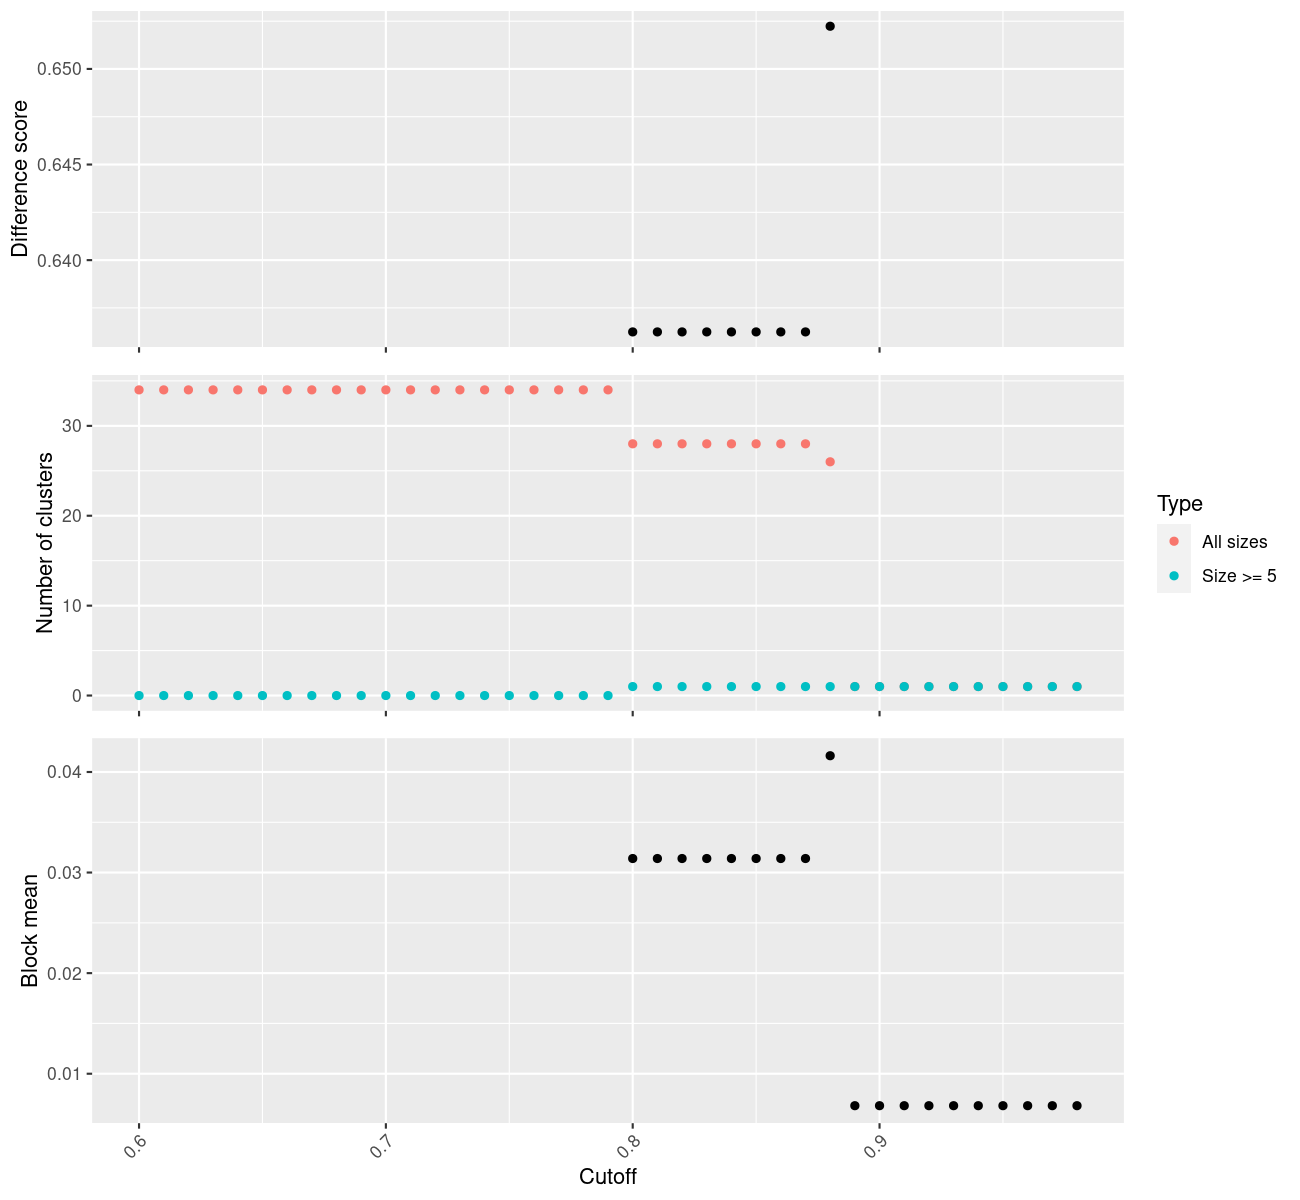 Difference score
0.650
0.645
0.640
Number of clusters
30
20
10
0
Type
All sizes
Size >= 5
Block mean
0.04
0.03
0.02
0.01
0.6
0.7
0.8
0.9
Cutoff